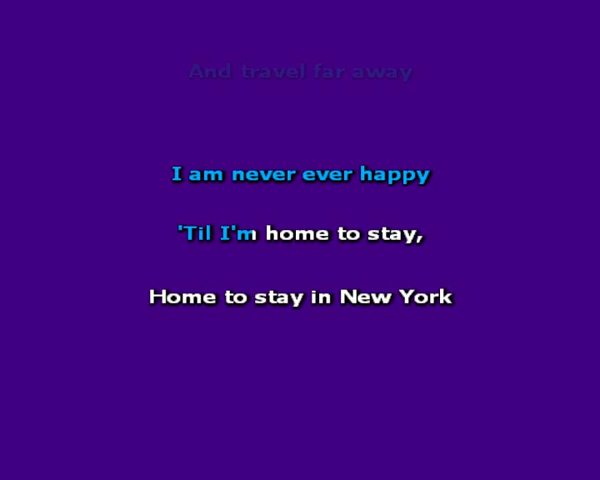 And travel far away
I am never ever happy
'Til I'm home to stay,
Home to stay in New York